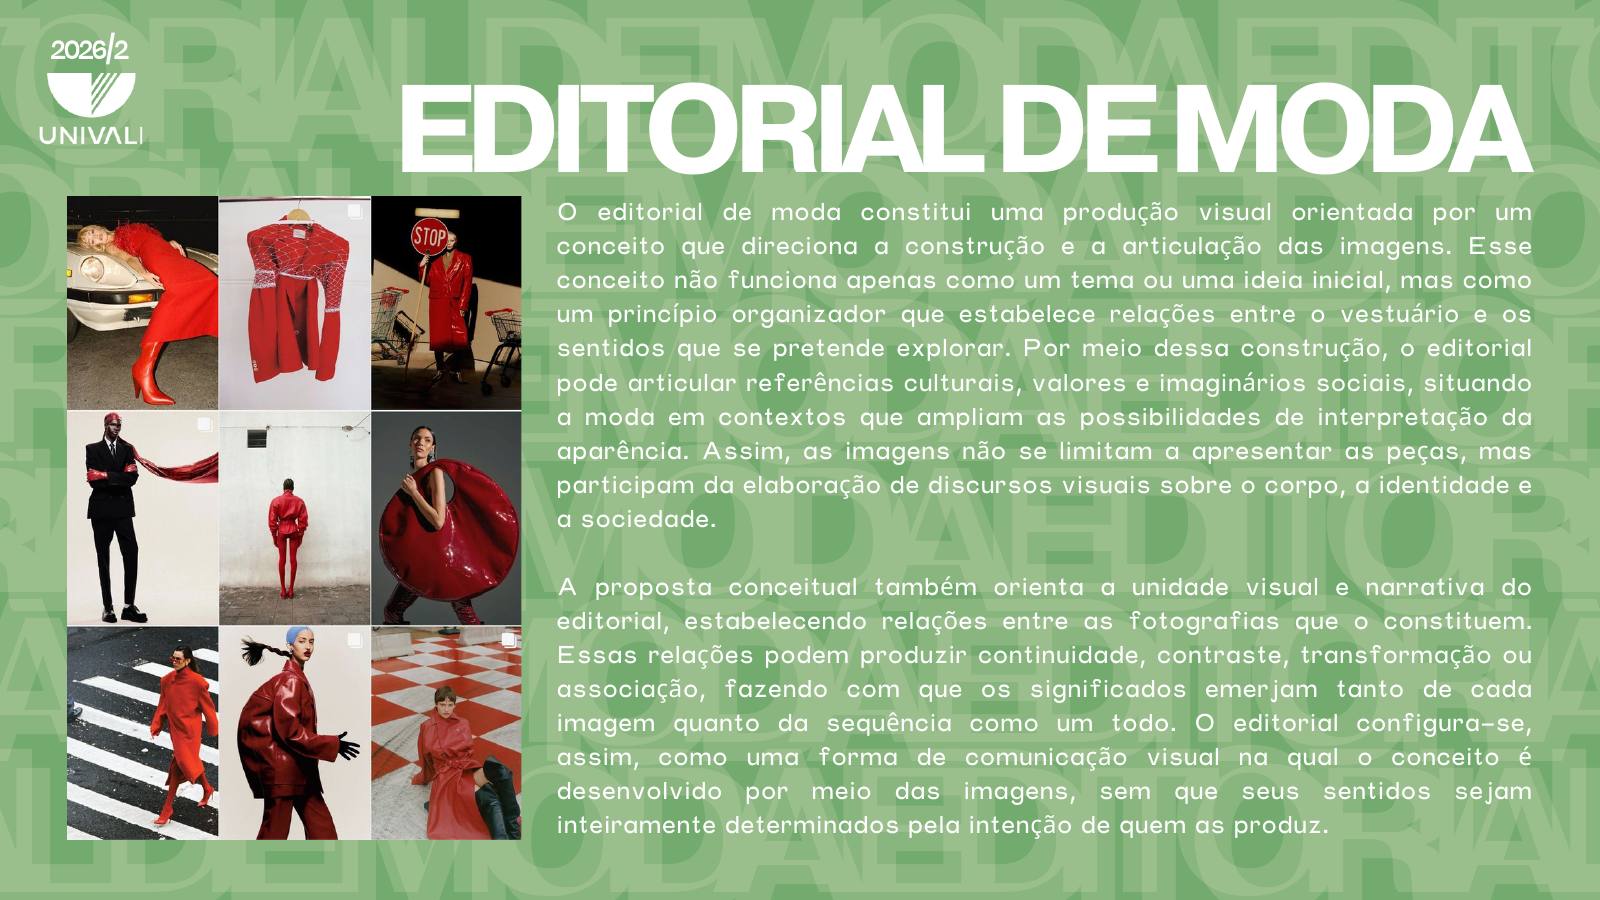 2026/2
UNIVALI
EDITORIAL DE MODA
STOP
O editorial de moda constitui uma produção visual orientada por um
conceito que direciona a construção e a articulação das imagens. Esse
conceito não funciona apenas como um tema ou uma ideia inicial, mas como
um princípio organizador que estabelece relações entre o vestuário e os
sentidos que se pretende explorar. Por meio dessa construção, o editorial
pode articular referências culturais, valores e imaginários sociais, situando
a moda em contextos que ampliam as possibilidades de interpretação da
aparência. Assim, as imagens não se limitam a apresentar as peças, mas
participam da elaboração de discursos visuais sobre o corpo, a identidade e
a sociedade.
A proposta conceitual também orienta a unidade visual e narrativa do
editorial, estabelecendo relações entre as fotografias que o constituem.
Essas relações podem produzir continuidade, contraste, transformação ou
associação, fazendo com que os significados emerjam tanto de cada
imagem quanto da sequência como um todo. O editorial configura-se,
assim, como uma forma de comunicação visual na qual o conceito é
desenvolvido por meio das imagens, sem que seus sentidos sejam
inteiramente determinados pela intenção de quem as produz.